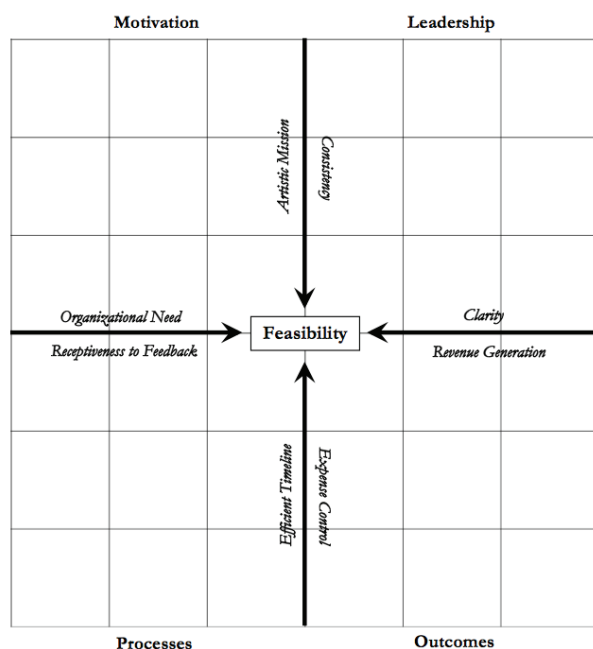 Motivation
Leadership
Artistic Mission
Consistency
Organizational Need
Clarity
Feasibility
Receptiveness to Feedback
Revenue Generation
Efficient Timeline
Expense Control
Processes
Outcomes